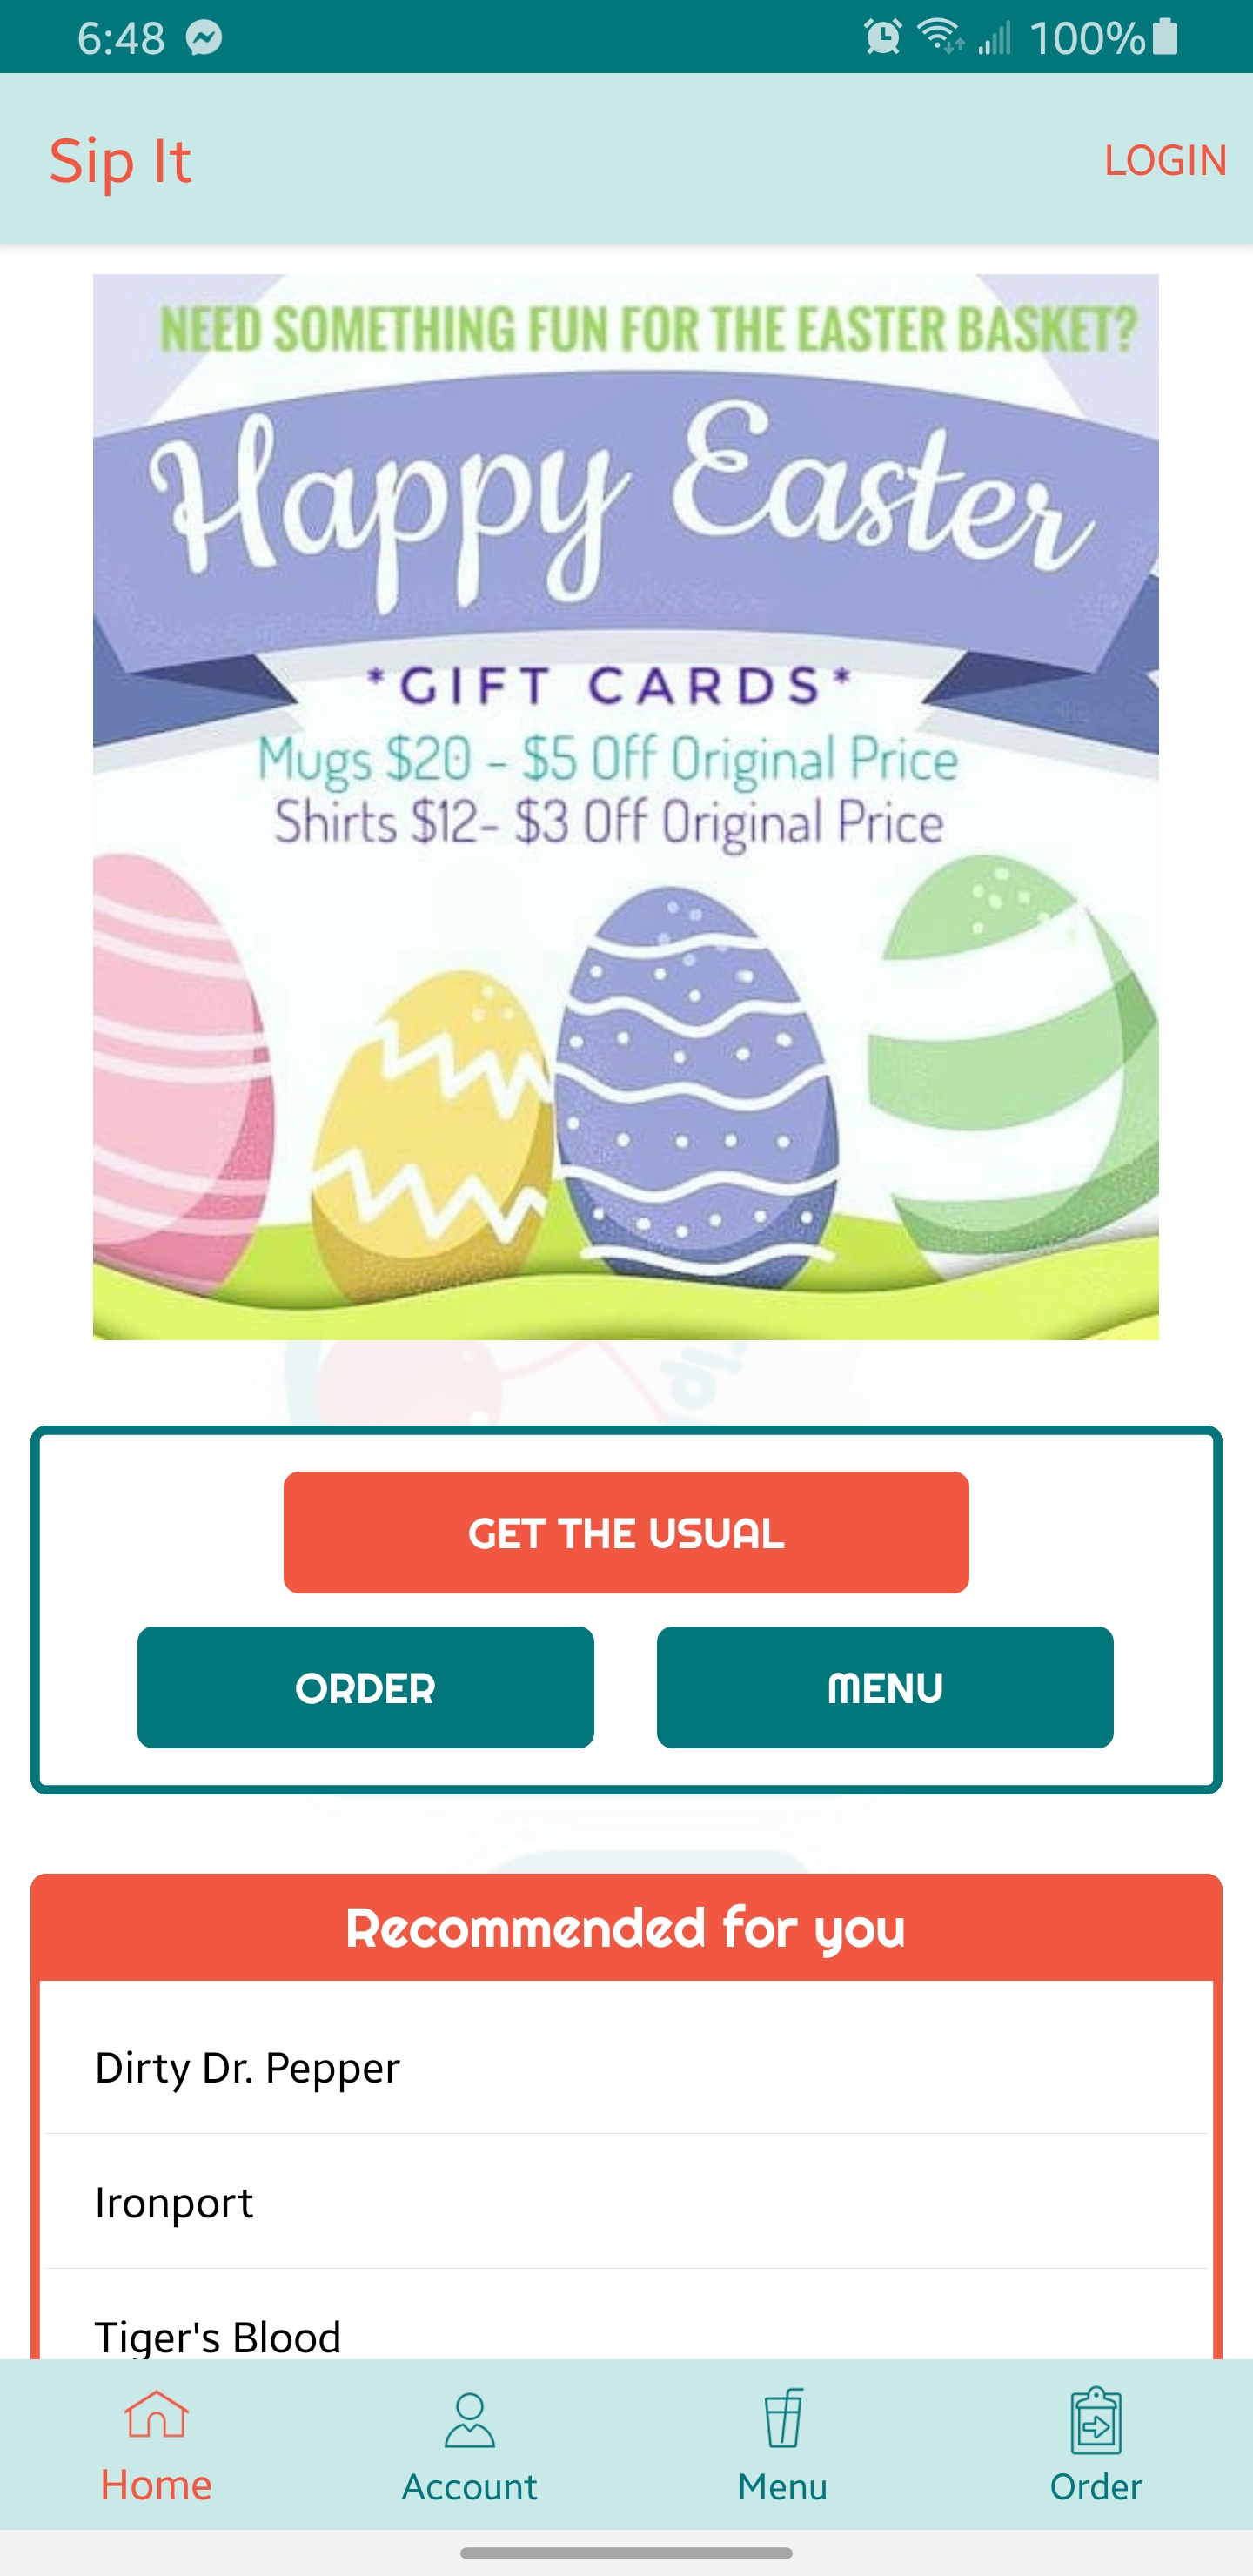 6:48 100%
Sip It LOGIN
NEED SOMETHING FUN FOR THE EASTER BASKET?
Happy Easter
*GIFT CARDS*
Mugs $20 - $5 Off Original Price
Shirts $12- $3 Off Original Price
GET THE USUAL
ORDER MENU
Recommended for you
Dirty Dr. Pepper
Ironport
Tiger's Blood
Home Account Menu Order